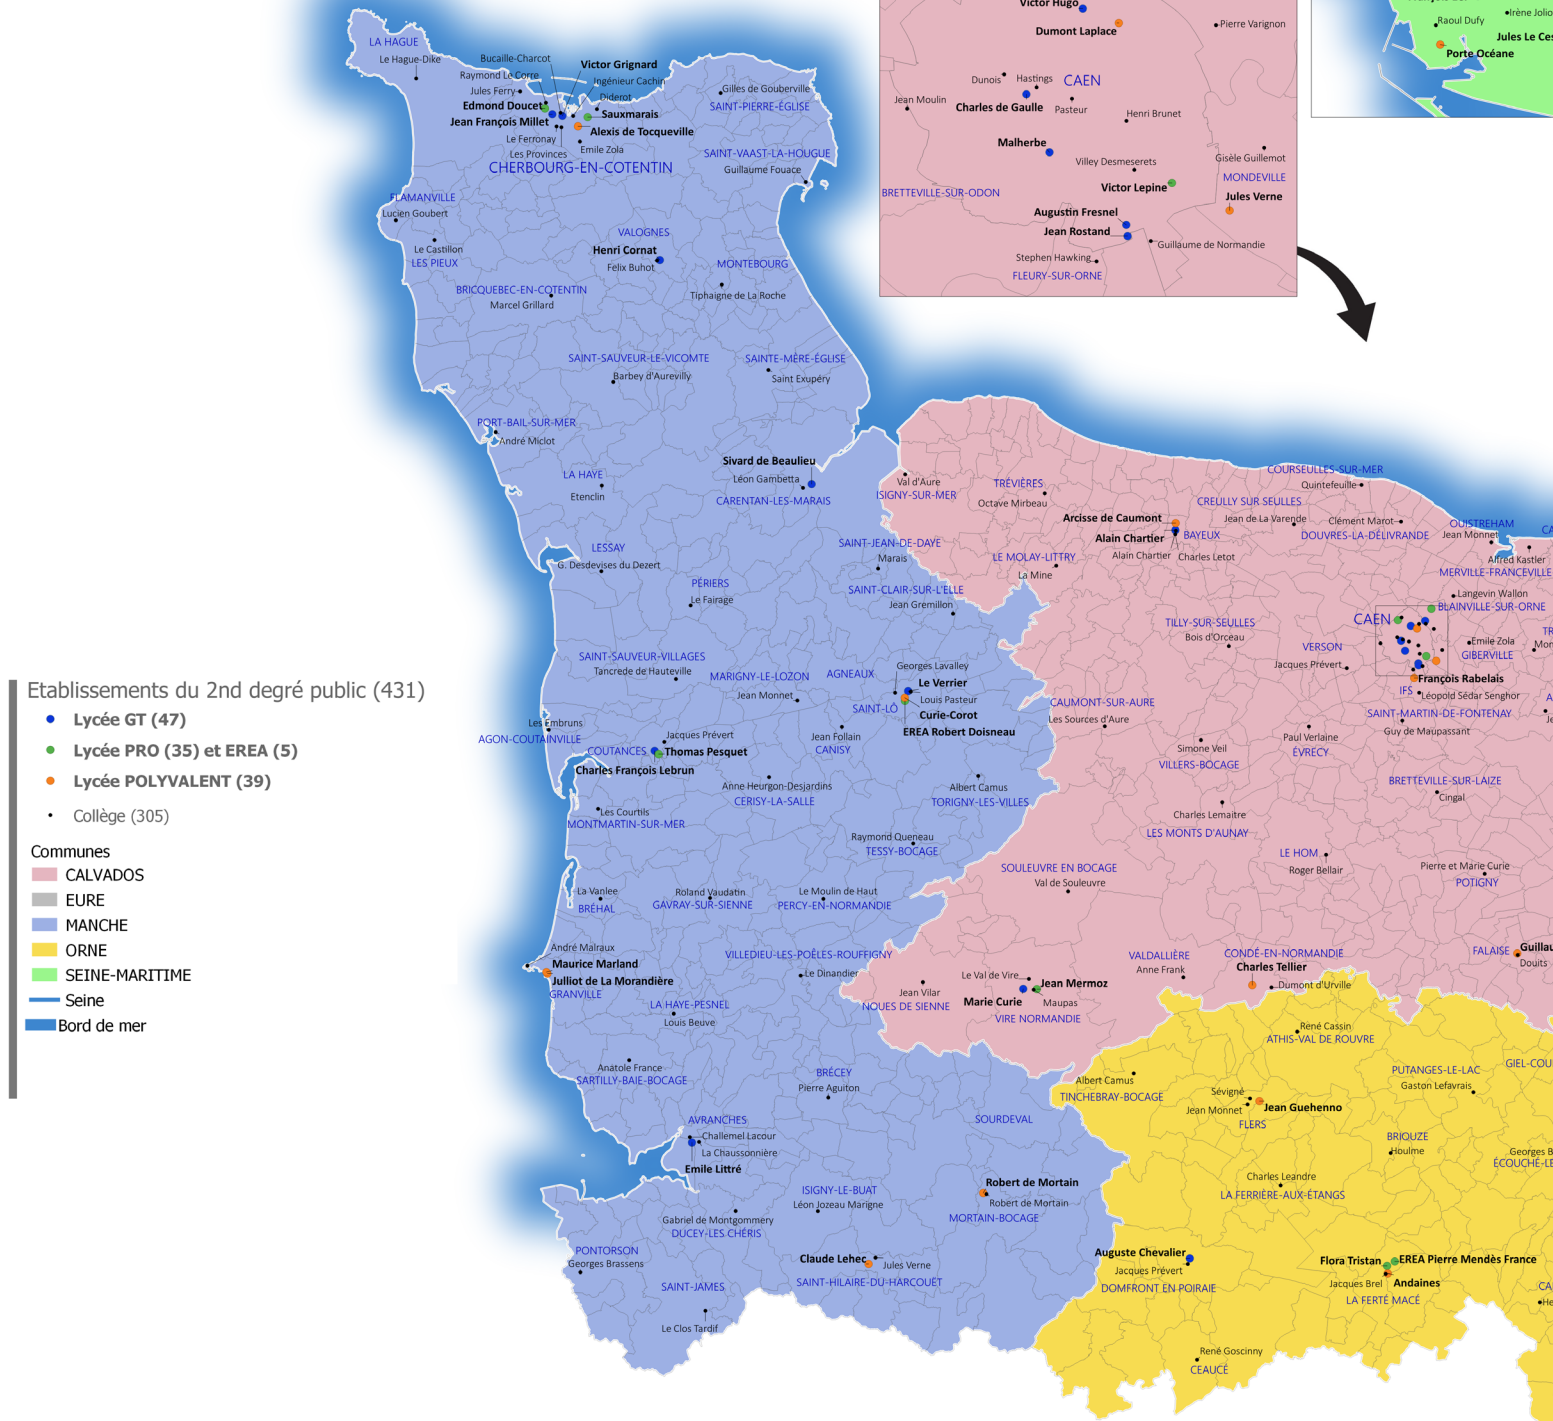 LA HAGUE
Le Hague-Dike
Bucaille-Charcot
Victor Grignard
Raymond Le Corre
Ingénieur Cachin
Jules Ferry
Diderot
Edmond Doucet
Sauxmarais
Jean François Millet
Alexis de Tocqueville
Le Ferronay
Emile Zola
Les Provinces
CHERBOURG-EN-COTENTIN
Gilles de Gouberville
SAINT-PIERRE-ÉGLISE
SAINT-VAAST-LA-HOUGUE
Guillaume Fouace
FLAMANVILLE
Lucien Goubert
Le Castillon
LES PIEUX
VALOGNES
Henri Cornat
Felix Buhot
MONTEBOURG
Tiphaigne de La Roche
BRICQUEBEC-EN-COTENTIN
Marcel Grillard
SAINT-SAUVEUR-LE-VICOMTE
Barbey d'Aurevilly
SAINTE-MÈRE-ÉGLISE
Saint Exupéry
PORT-BAIL-SUR-MER
André Miclot
LA HAYE
Etenclin
Sivard de Beaulieu
Léon Gambetta
CARENTAN-LES-MARAIS
LESSAY
G. Desdevises du Dezert
PÉRIERS
Le Fairage
SAINT-JEAN-DE-DAYE
Marais
SAINT-CLAIR-SUR-L'ELLE
Jean Gremillon
SAINT-SAUVEUR-VILLAGES
Tancrede de Hauteville
MARIGNY-LE-LOZON
Jean Monnet
AGNEAUX
Georges Lavalley
Le Verrier
Louis Pasteur
SAINT-LÔ
Curie-Corot
EREA Robert Doisneau
Les Embruns
AGON-COUTAINVILLE
Jacques Prévert
COUTANCES
Thomas Pesquet
Charles François Lebrun
Jean Follain
CANISY
Anne Heurgon-Desjardins
CERISY-LA-SALLE
Albert Camus
TORIGNY-LES-VILLES
Les Courtils
MONTMARTIN-SUR-MER
Raymond Queneau
TESSY-BOCAGE
La Vanlee
BRÉHAL
Roland Vaudatin
GAVRAY-SUR-SIENNE
Le Moulin de Haut
PERCY-EN-NORMANDIE
André Malraux
Maurice Marland
Julliot de La Morandière
GRANVILLE
VILLEDIEU-LES-POÊLES-ROUFFIGNY
Le Dinandier
LA HAYE-PESNEL
Louis Beuve
Anatole France
SARTILLY-BAIE-BOCAGE
BRÉCEY
Pierre Aguiton
AVRANCHES
Challemel Lacour
La Chaussonnière
Emile Littré
SOURDEVAL
ISIGNY-LE-BUAT
Léon Jozeau Marigne
Robert de Mortain
Robert de Mortain
MORTAIN-BOCAGE
Gabriel de Montgommery
DUCEY-LES CHÉRIS
PONTORSON
Georges Brassens
Claude Lehec
Jules Verne
SAINT-HILAIRE-DU-HARCOUËT
SAINT-JAMES
Le Clos Tardif
Victor Hugo
Dumont Laplace
Pierre Varignon
Dunois
Hastings
CAEN
Charles de Gaulle
Pasteur
Jean Moulin
Henri Brunet
Malherbe
Villey Desmeserets
Gisèle Guillemot
MONDEVILLE
Victor Lepine
Jules Verne
BRETTEVILLE-SUR-ODON
Augustin Fresnel
Jean Rostand
Guillaume de Normandie
Stephen Hawking
FLEURY-SUR-ORNE
Raoul Dufy
Irène Jolio
Jules Le Ces
Porte Océane
Val d'Aure
ISIGNY-SUR-MER
TRÉVIÈRES
Octave Mirbeau
Arcisse de Caumont
Alain Chartier
BAYEUX
Alain Chartier
Charles Letot
LE MOLAY-LITTRY
La Mine
COURSEULLES-SUR-MER
Quintefeuille
CREULLY SUR SEULLES
Jean de La Varende
Clément Marot
DOUVRES-LA-DÉLIVRANDE
OUISTREHAM
Jean Monnet
CA
Alfred Kastler
MERVILLE-FRANCEVILLE
Langevin Wallon
BLAINVILLE-SUR-ORNE
CAEN
TILLY-SUR-SEULLES
Bois d'Orceau
VERSON
Jacques Prévert
Emile Zola
GIBERVILLE
TR
Mon
François Rabelais
IFS
Léopold Sédar Senghor
SAINT-MARTIN-DE-FONTENAY
Guy de Maupassant
A
Je
CAUMONT-SUR-AURE
Les Sources d'Aure
Simone Veil
VILLERS-BOCAGE
Paul Verlaine
ÉVRECY
BRETTEVILLE-SUR-LAIZE
Cingal
Charles Lemaitre
LES MONTS D'AUNAY
LE HOM
Roger Bellair
Pierre et Marie Curie
POTIGNY
SOULEUVRE EN BOCAGE
Val de Souleuvre
VALDALLIÈRE
Anne Frank
CONDÉ-EN-NORMANDIE
Charles Tellier
Dumont d'Urville
FALAISE
Guillau
Douits
Le Val de Vire
Jean Mermoz
Marie Curie
Maupas
VIRE NORMANDIE
Jean Vilar
NOUES DE SIENNE
René Cassin
ATHIS-VAL DE ROUVRE
Albert Camus
TINCHEBRAY-BOCAGE
Sévigné
Jean Monnet
Jean Guehenno
FLERS
PUTANGES-LE-LAC
Gaston Lefavrais
GIEL-COU
BRIOUZE
Houlme
Georges B
ÉCOUCHÉ-LE
Charles Leandre
LA FERRIÈRE-AUX-ÉTANGS
Auguste Chevalier
Jacques Prévert
DOMFRONT EN POIRAIE
Flora Tristan
EREA Pierre Mendès France
Jacques Brel
Andaines
LA FERTÉ MACÉ
CA
He
René Goscinny
CEAUCÉ
Etablissements du 2nd degré public (431)
Lycée GT (47)
Lycée PRO (35) et EREA (5)
Lycée POLYVALENT (39)
Collège (305)
Communes
CALVADOS
EURE
MANCHE
ORNE
SEINE-MARITIME
Seine
Bord de mer